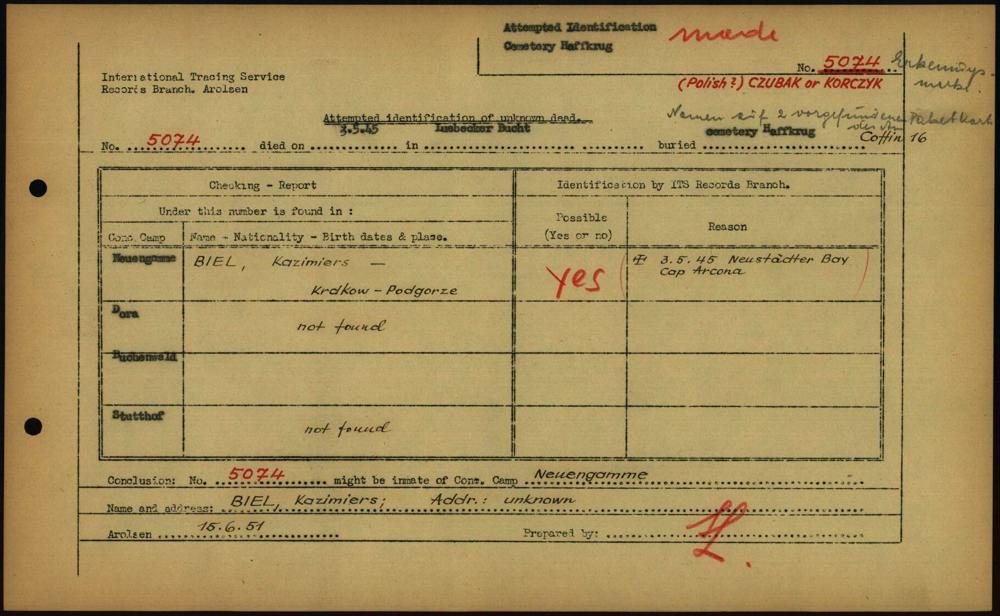 Attempted Identification
Cemetery Haffkrug
No. 5074
(Polish?) CZUBAK or KORCZYK
International Tracing Service
Records Branch. Arolsen
Namen auf 2 vorgefundenen Paketkart
Attempted identification of unknown dead.
No. 5074 died on 3.5.45 in Luebecker Bucht buried cemetery Haffkrug
Coffin 16
Checking - Report
Identification by ITS Records Branch.
Under this number is found in :
Possible
(Yes or no)
Reason
Conc. Camp
Name - Nationality - Birth dates & place.
Neuengamme
BIEL, Kazimiers —
Krakow - Podgorze
yes
3.5.45 Neustädter Bay
Cap Arcona
Dora
not found
Buchenwald
Stutthof
not found
Conclusion: No. 5074 might be inmate of Conc. Camp Neuengamme
Name and address: BIEL, Kazimiers; Addr.: unknown
Arolsen 15.6.51
Prepared by: